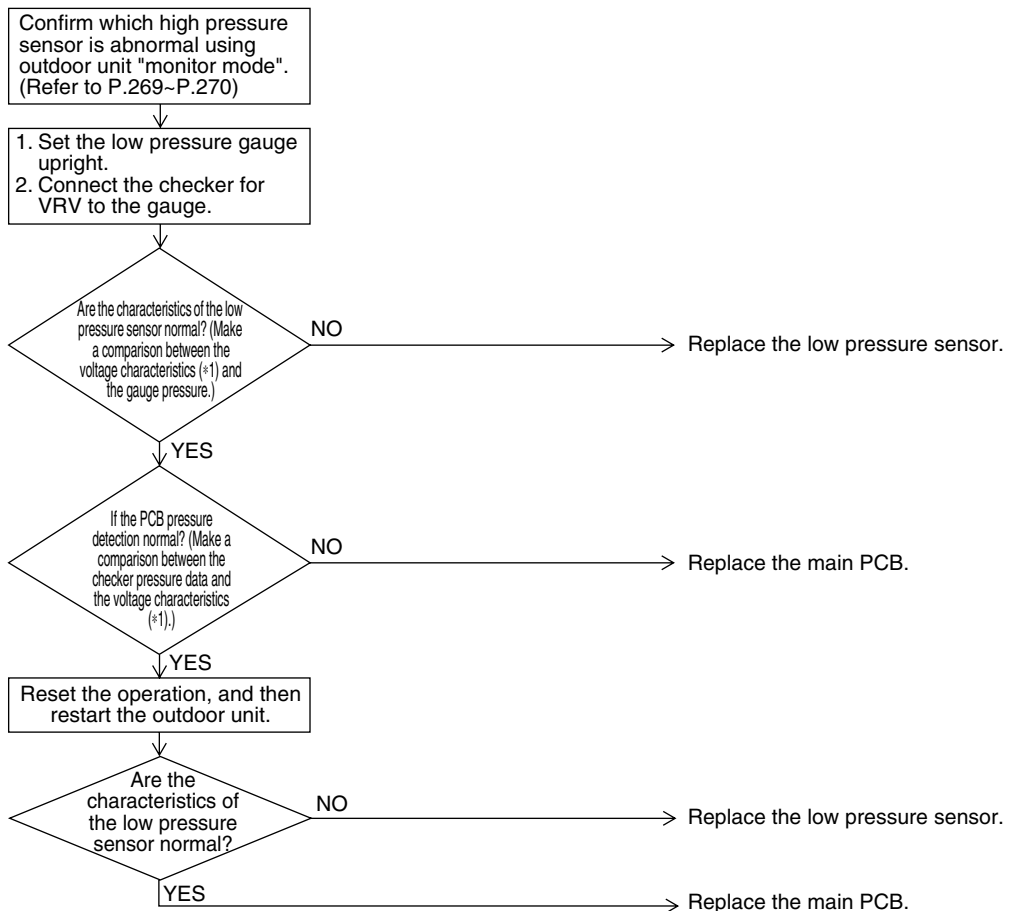 Confirm which high pressure
sensor is abnormal using
outdoor unit "monitor mode".
(Refer to P.269~P.270)
1. Set the low pressure gauge
upright.
2. Connect the checker for
VRV to the gauge.
Are the characteristics of the low
pressure sensor normal? (Make
a comparison between the
voltage characteristics (*1) and
the gauge pressure.)
NO
Replace the low pressure sensor.
YES
If the PCB pressure
detection normal? (Make a
comparison between the
checker pressure data and
the voltage characteristics
(*1).)
NO
Replace the main PCB.
YES
Reset the operation, and then
restart the outdoor unit.
Are the
characteristics of
the low pressure
sensor normal?
NO
Replace the low pressure sensor.
YES
Replace the main PCB.